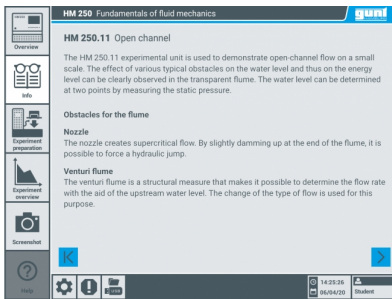 HM 250 Fundamentals of fluid mechanics
gunt
HM 250.11 Open channel
The HM 250.11 experimental unit is used to demonstrate open-channel flow on a small
scale. The effect of various typical obstacles on the water level and thus on the energy
level can be clearly observed in the transparent flume. The water level can be determined
at two points by measuring the static pressure.
Obstacles for the flume
Nozzle
The nozzle creates supercritical flow. By slightly damming up at the end of the flume, it is
possible to force a hydraulic jump.
Venturi flume
The venturi flume is a structural measure that makes it possible to determine the flow rate
with the aid of the upstream water level. The change of the type of flow is used for this
purpose.
Overview
Info
Experiment
preparation
Experiment
overview
Screenshot
Help
USB
14:25:26
06/04/20
Student